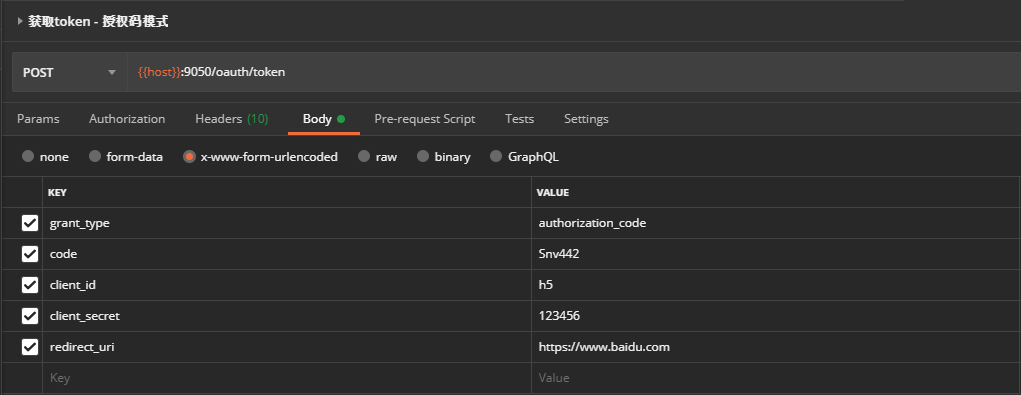 获取token - 授权码模式
POST {{host}}:9050/oauth/token
Params Authorization Headers (10) Body Pre-request Script Tests Settings
none form-data x-www-form-urlencoded raw binary GraphQL
KEY VALUE
grant_type authorization_code
code Snv442
client_id h5
client_secret 123456
redirect_uri https://www.baidu.com
Key Value